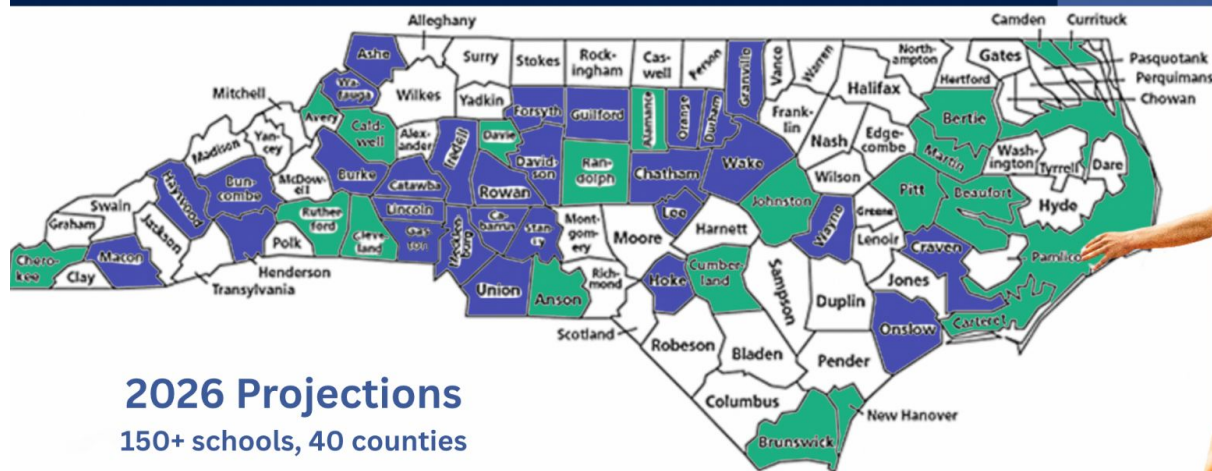 Alleghany
Camden
Currituck
Ashe
Surry
Stokes
Rock-
ingham
Cas-
well
Person
Granville
Vance
Warren
North-
ampton
Gates
Pasquotank
Perquimans
Chowan
Hertford
Halifax
Wa-
tauga
Wilkes
Yadkin
Forsyth
Guilford
Alamance
Orange
Durham
Frank-
lin
Nash
Edge-
combe
Bertie
Martin
Wash-
ington
Tyrrell
Dare
Mitchell
Avery
Cald-
well
Alex-
ander
Iredell
Davie
David-
son
Ran-
dolph
Chatham
Wake
Wilson
Pitt
Beaufort
Hyde
Madison
Yan-
cey
McDow-
ell
Burke
Catawba
Rowan
Johnston
Greene
Swain
Haywood
Bun-
combe
Ruther
ford
Cleve-
land
Lincoln
Gas
ton
Mecklen
burg
Ca-
barrus
Stan-
ly
Mont-
gom-
ery
Moore
Lee
Harnett
Wayne
Lenoir
Craven
Pamlico
Graham
Jackson
Polk
Henderson
Transylvania
Chero-
kee
Clay
Macon
Union
Anson
Rich-
mond
Hoke
Cumber-
land
Sampson
Duplin
Jones
Onslow
Carteret
Scotland
Robeson
Bladen
Pender
Columbus
New Hanover
Brunswick
2026 Projections
150+ schools, 40 counties